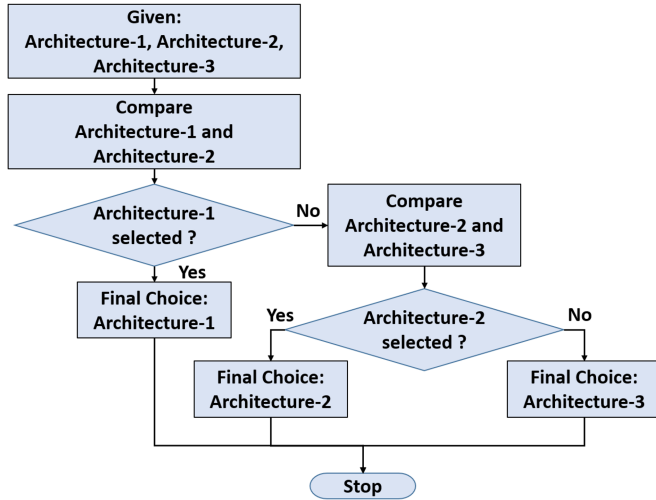 Given:
Architecture-1, Architecture-2,
Architecture-3
Compare
Architecture-1 and
Architecture-2
Architecture-1
selected ?
No
Compare
Architecture-2 and
Architecture-3
Yes
Final Choice:
Architecture-1
Yes
Architecture-2
selected ?
No
Final Choice:
Architecture-2
Final Choice:
Architecture-3
Stop